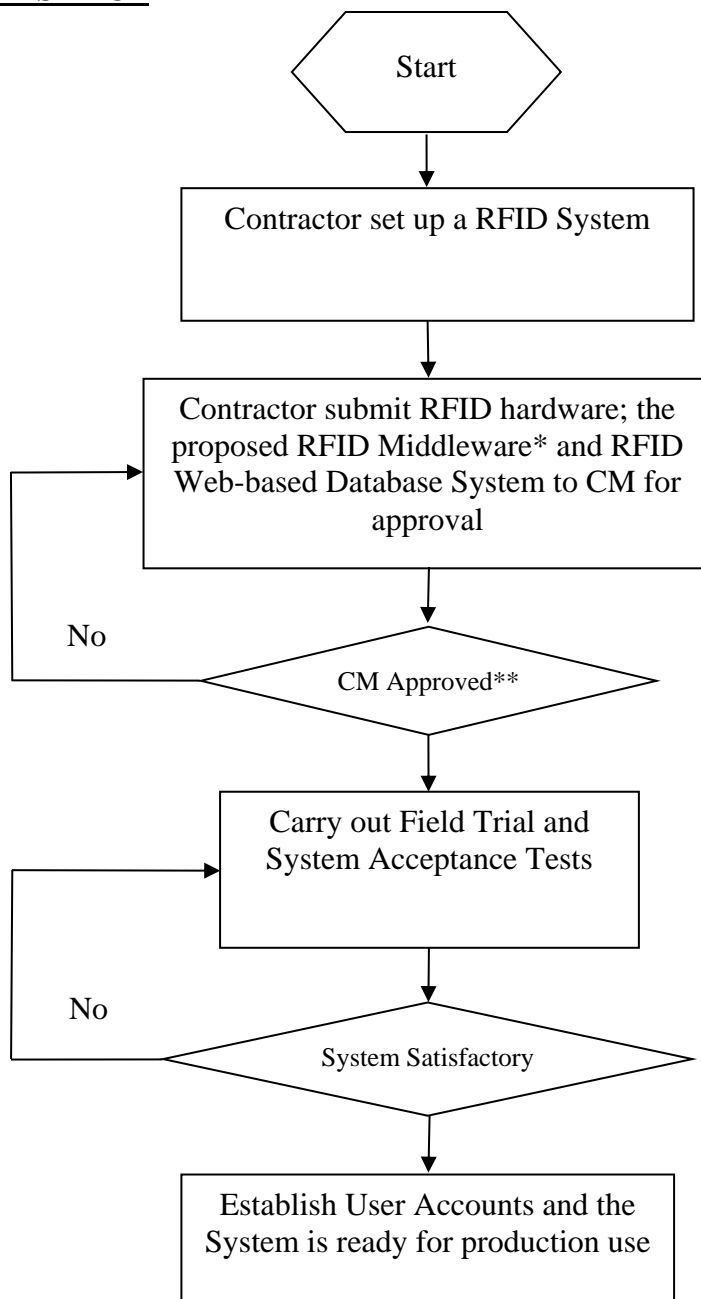 Start
Contractor set up a RFID System
Contractor submit RFID hardware; the
proposed RFID Middleware* and RFID
Web-based Database System to CM for
approval
No
CM Approved**
Carry out Field Trial and
System Acceptance Tests
No
System Satisfactory
Establish User Accounts and the
System is ready for production use